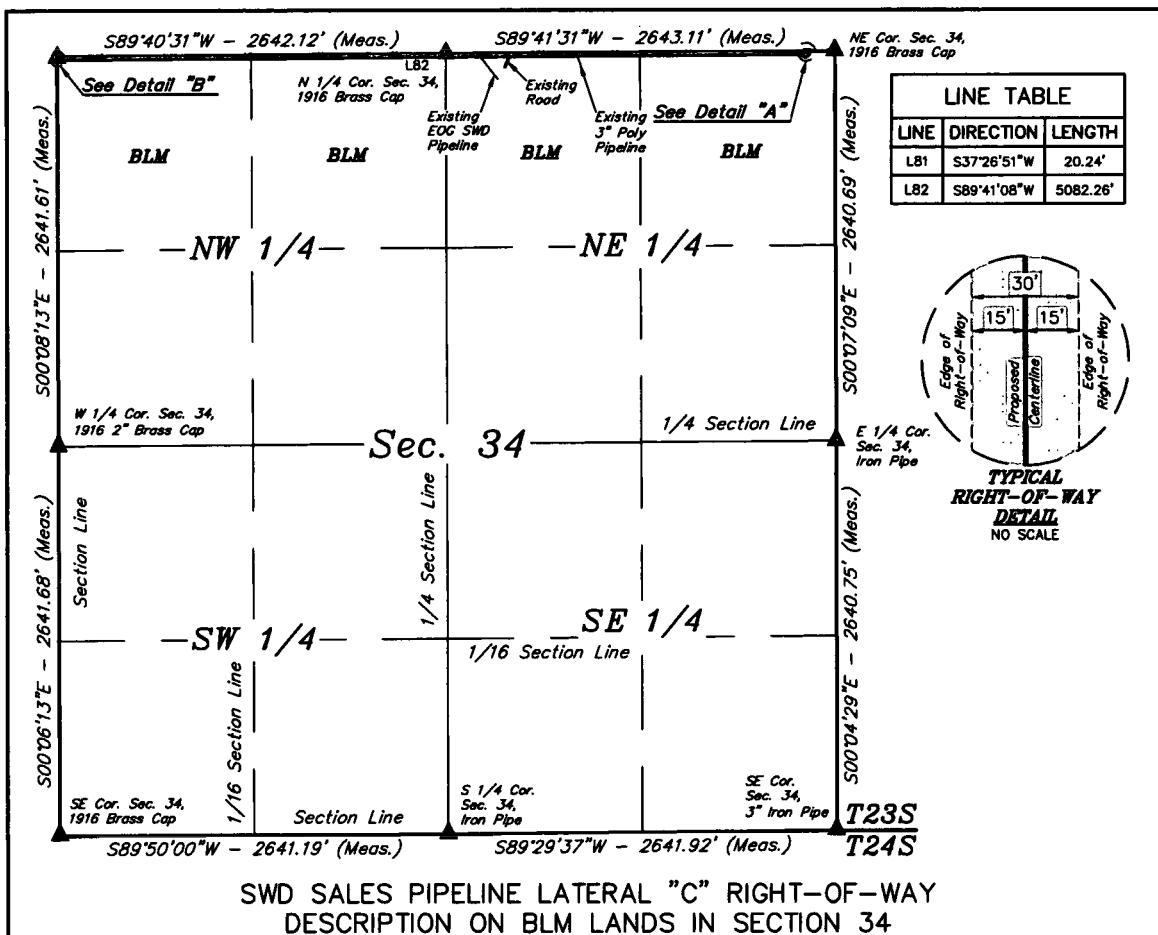 S89°40'31"W - 2642.12' (Meas.)
S89°41'31"W - 2643.11' (Meas.)
NE Cor. Sec. 34,
1916 Brass Cap
See Detail "B"
L82
N 1/4 Cor. Sec. 34,
1916 Brass Cap
Existing
EOG SWD
Pipeline
Existing
Road
Existing
3" Poly
Pipeline
See Detail "A"
BLM
BLM
BLM
BLM
LINE TABLE
LINE DIRECTION LENGTH
L81 S37°26'51"W 20.24'
L82 S89°41'08"W 5082.26'
S00°08'13"E - 2641.61' (Meas.)
NW 1/4
NE 1/4
S00°07'09"E - 2640.69' (Meas.)
30'
15' 15'
Edge of
Right-of-Way
Proposed
Centerline
Edge of
Right-of-Way
TYPICAL
RIGHT-OF-WAY
DETAIL
NO SCALE
W 1/4 Cor. Sec. 34,
1916 2" Brass Cap
Sec. 34
1/4 Section Line
E 1/4 Cor.
Sec. 34,
Iron Pipe
S00°06'13"E - 2641.68' (Meas.)
Section Line
1/4 Section Line
SW 1/4
SE 1/4
1/16 Section Line
1/16 Section Line
S00°04'29"E - 2640.75' (Meas.)
SE Cor. Sec. 34,
1916 Brass Cap
Section Line
S 1/4 Cor.
Sec. 34,
Iron Pipe
SE Cor.
Sec. 34,
3" Iron Pipe
T23S
T24S
S89°50'00"W - 2641.19' (Meas.)
S89°29'37"W - 2641.92' (Meas.)
SWD SALES PIPELINE LATERAL "C" RIGHT-OF-WAY
DESCRIPTION ON BLM LANDS IN SECTION 34